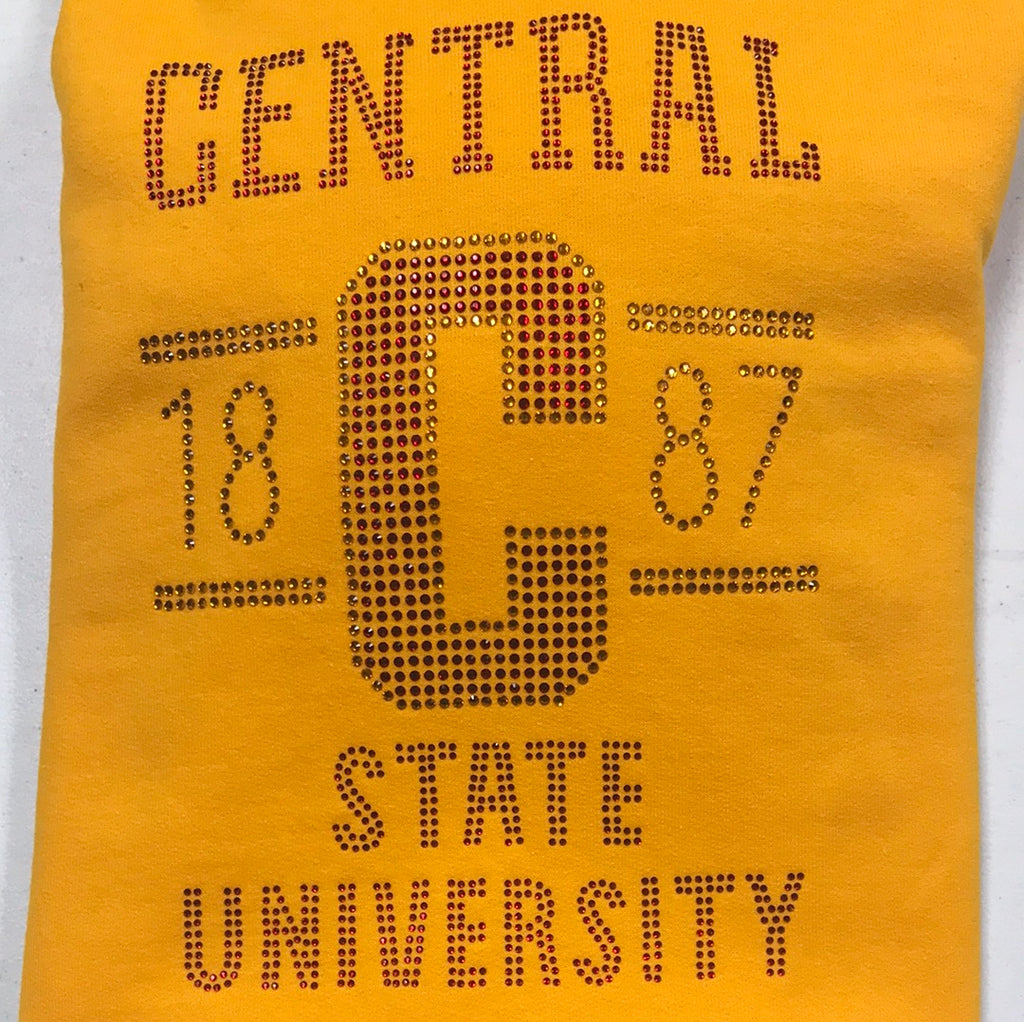 CENTRAL
18 C 87
STATE
UNIVERSITY